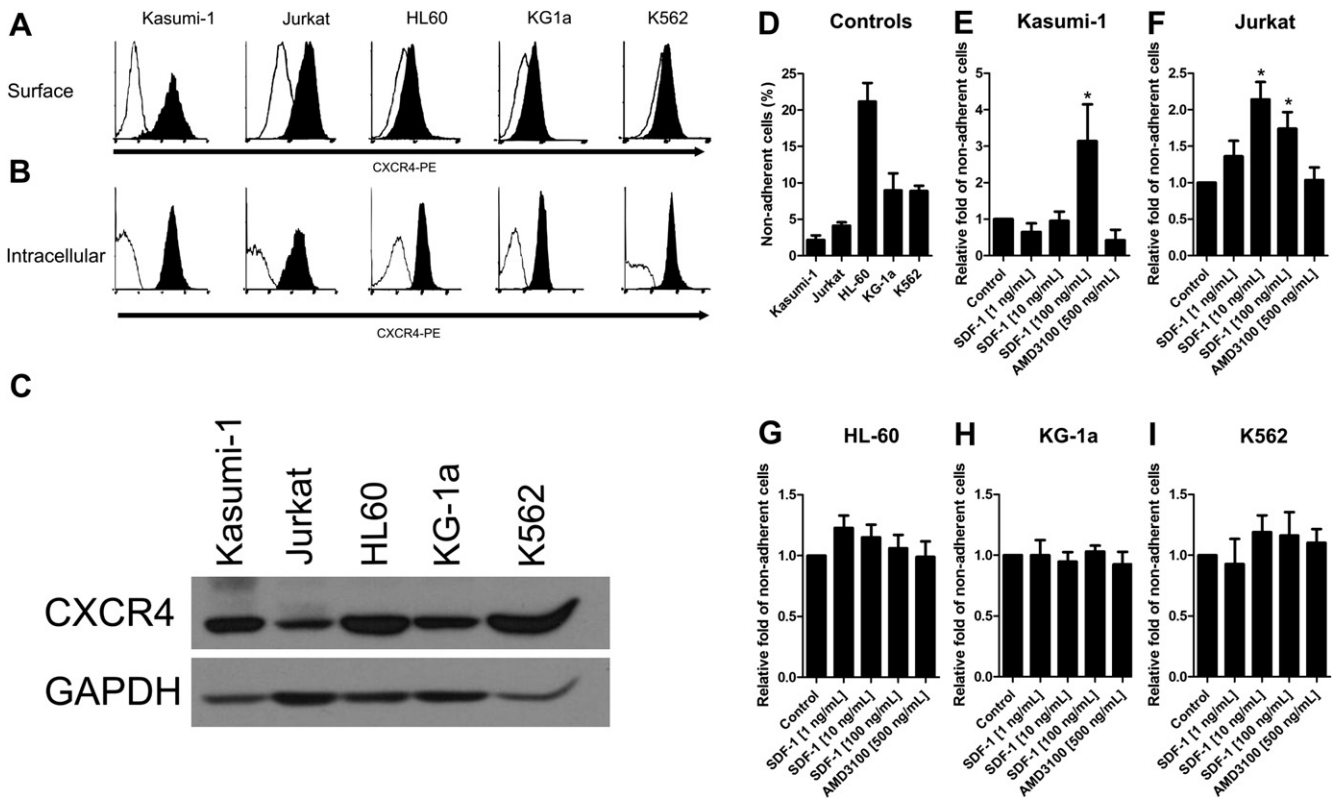 A
Kasumi-1 Jurkat HL60 KG1a K562
Surface
CXCR4-PE
B
Intracellular
CXCR4-PE
C
Kasumi-1
Jurkat
HL60
KG-1a
K562
CXCR4
GAPDH
D Controls
Non-adherent cells (%)
25
20
15
10
5
0
Kasumi-1
Jurkat
HL-60
KG-1a
K562
E Kasumi-1
Relative fold of non-adherent cells
5
4
3
2
1
0
*
Control
SDF-1 [1 ng/mL]
SDF-1 [10 ng/mL]
SDF-1 [100 ng/mL]
AMD3100 [500 ng/mL]
F Jurkat
Relative fold of non-adherent cells
2.5
2.0
1.5
1.0
0.5
0.0
* *
Control
SDF-1 [1 ng/mL]
SDF-1 [10 ng/mL]
SDF-1 [100 ng/mL]
AMD3100 [500 ng/mL]
G HL-60
Relative fold of non-adherent cells
1.5
1.0
0.5
0.0
Control
SDF-1 [1 ng/mL]
SDF-1 [10 ng/mL]
SDF-1 [100 ng/mL]
AMD3100 [500 ng/mL]
H KG-1a
Relative fold of non-adherent cells
1.5
1.0
0.5
0.0
Control
SDF-1 [1 ng/mL]
SDF-1 [10 ng/mL]
SDF-1 [100 ng/mL]
AMD3100 [500 ng/mL]
I K562
Relative fold of non-adherent cells
1.5
1.0
0.5
0.0
Control
SDF-1 [1 ng/mL]
SDF-1 [10 ng/mL]
SDF-1 [100 ng/mL]
AMD3100 [500 ng/mL]